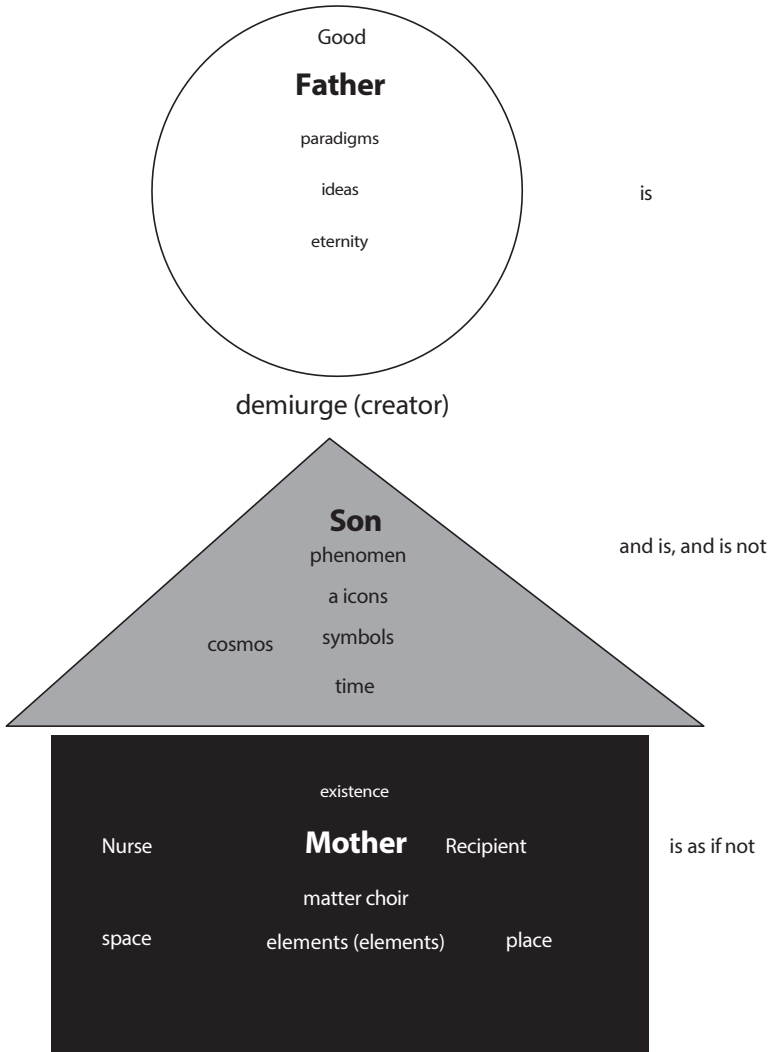 Good
Father
paradigms
ideas
is
eternity
demiurge (creator)
Son
and is, and is not
phenomen
a icons
cosmos
symbols
time
existence
Nurse
Mother
Recipient
is as if not
matter choir
space
elements (elements)
place